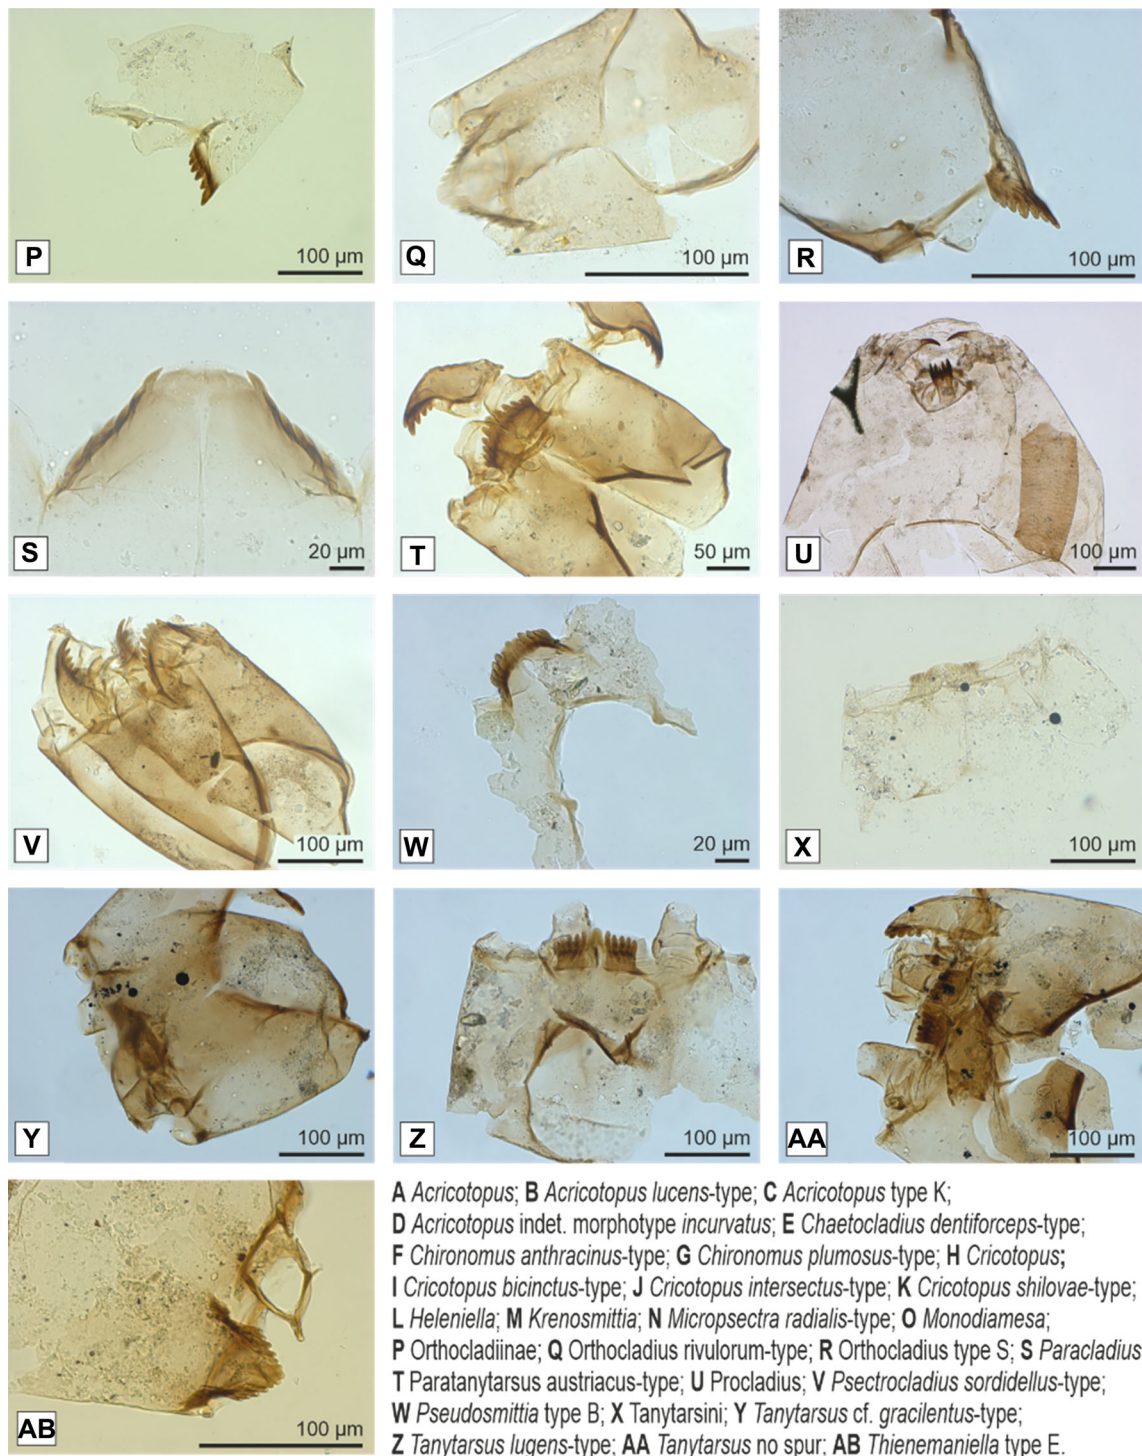 P
100 µm
Q
100 µm
R
100 µm
S
20 µm
T
50 µm
U
100 µm
V
100 µm
W
20 µm
X
100 µm
Y
100 µm
Z
100 µm
AA
100 µm
AB
100 µm
A Acricotopus; B Acricotopus lucens-type; C Acricotopus type K;
D Acricotopus indet. morphotype incurvatus; E Chaetocladius dentiforceps-type;
F Chironomus anthracinus-type; G Chironomus plumosus-type; H Cricotopus;
I Cricotopus bicinctus-type; J Cricotopus intersectus-type; K Cricotopus shilovae-type;
L Heleniella; M Krenosmittia; N Micropsectra radialis-type; O Monodiamesa;
P Orthocladiinae; Q Orthocladius rivulorum-type; R Orthocladius type S; S Paracladius
T Paratanytarsus austriacus-type; U Procladius; V Psectrocladius sordidellus-type;
W Pseudosmittia type B; X Tanytarsini; Y Tanytarsus cf. gracilentus-type;
Z Tanytarsus lugens-type; AA Tanytarsus no spur; AB Thienemaniella type E.